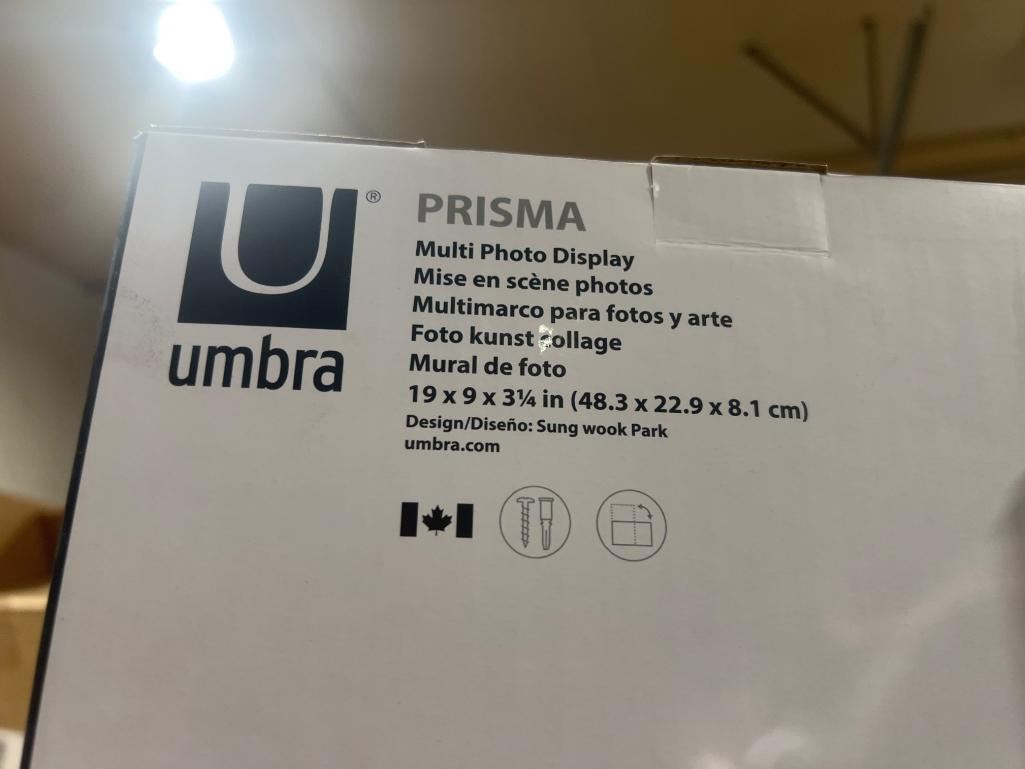 umbra
®
PRISMA
Multi Photo Display
Mise en scène photos
Multimarco para fotos y arte
Foto kunst collage
Mural de foto
19 x 9 x 3¼ in (48.3 x 22.9 x 8.1 cm)
Design/Diseño: Sung wook Park
umbra.com